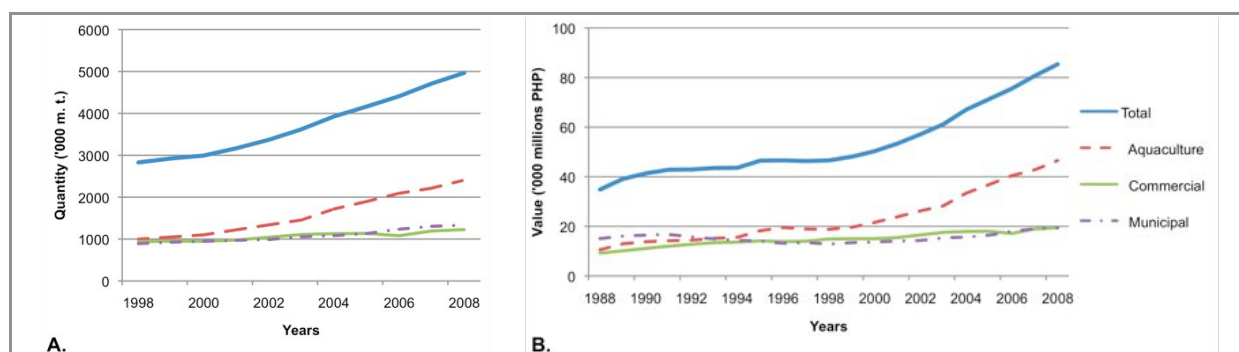 6000
5000
4000
3000
2000
1000
0
Quantity ('000 m. t.)
1998 2000 2002 2004 2006 2008
Years
A.
100
80
60
40
20
0
Value ('000 millions PHP)
1988 1990 1992 1994 1996 1998 2000 2002 2004 2006 2008
Years
B.
Total
Aquaculture
Commercial
Municipal